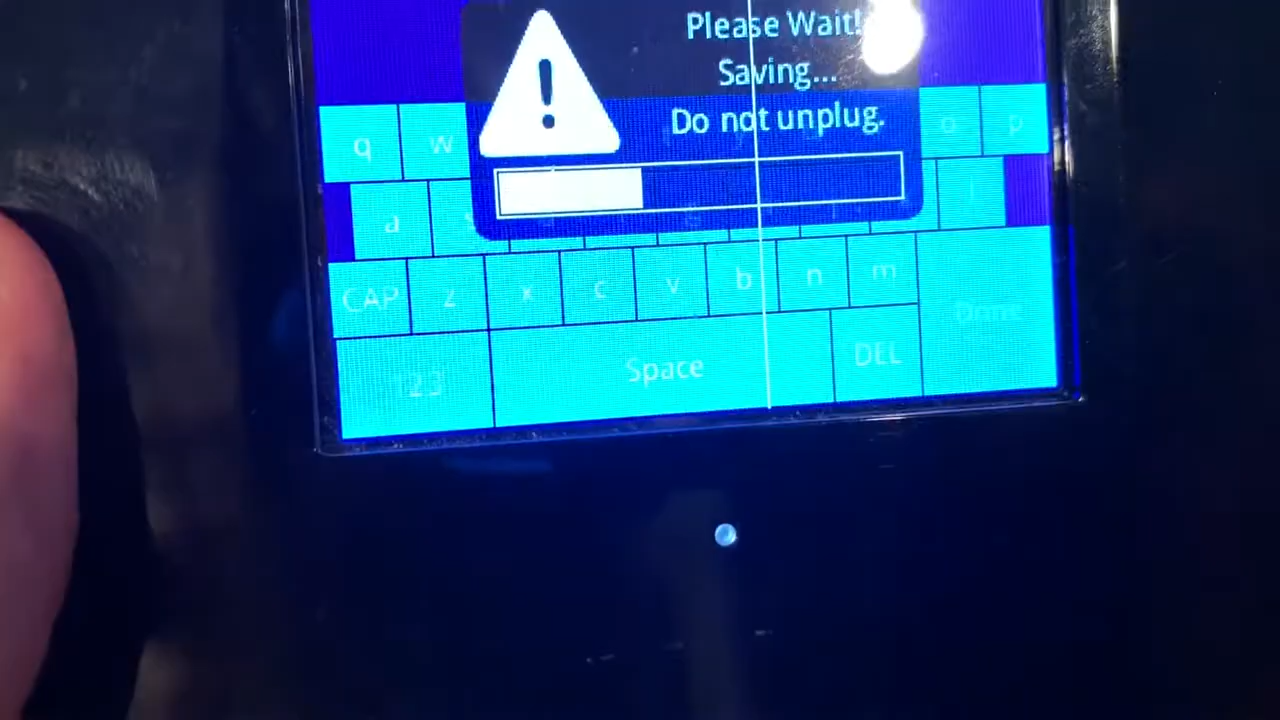 Please Wait!
Saving...
Do not unplug.
q w o p
a
CAP z x c v b n m
Done
123 Space DEL